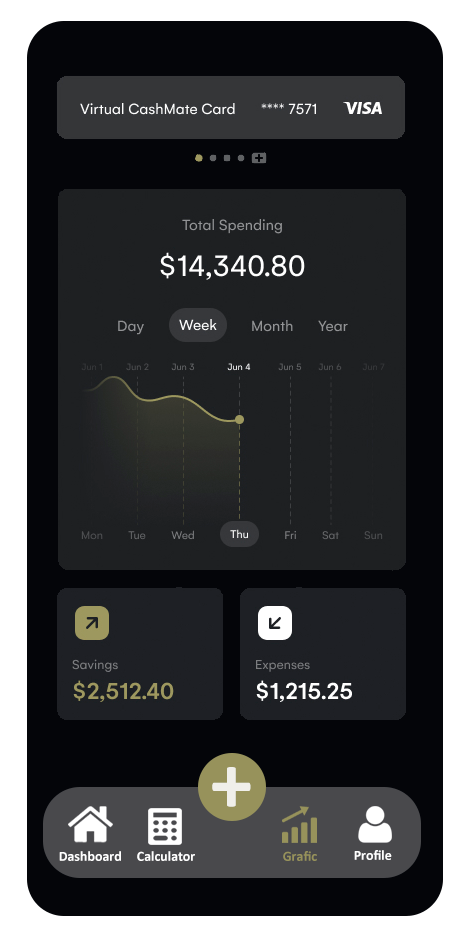 Virtual CashMate Card **** 7571 VISA
Total Spending
$14,340.80
Day Week Month Year
Jun 1 Jun 2 Jun 3 Jun 4 Jun 5 Jun 6 Jun 7
Mon Tue Wed Thu Fri Sat Sun
Savings Expenses
$2,512.40 $1,215.25
Dashboard Calculator Grafic Profile